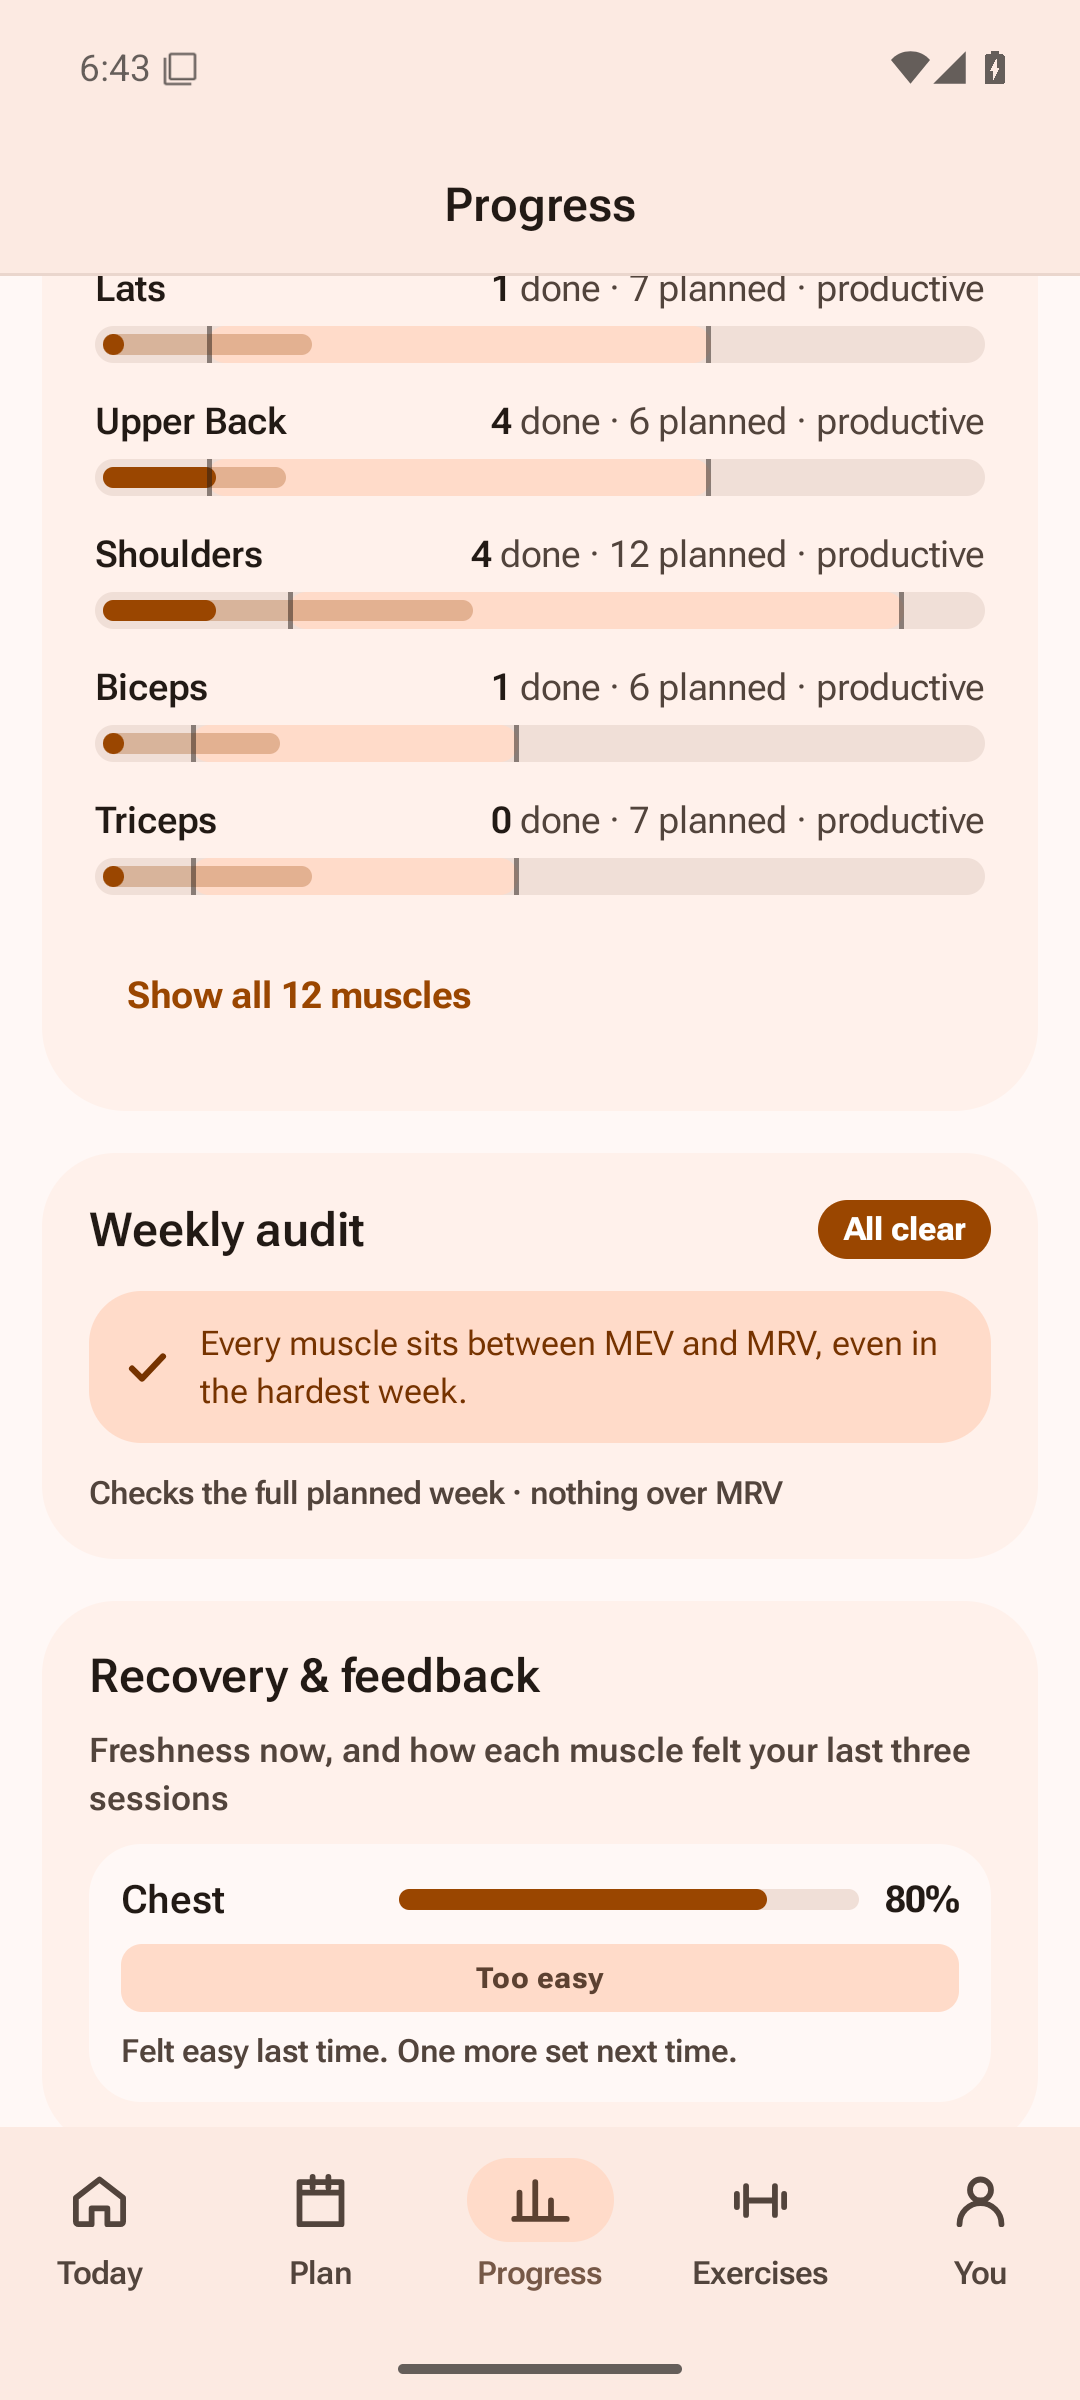 6:43
Progress
Lats 1 done · 7 planned · productive
Upper Back 4 done · 6 planned · productive
Shoulders 4 done · 12 planned · productive
Biceps 1 done · 6 planned · productive
Triceps 0 done · 7 planned · productive
Show all 12 muscles
Weekly audit All clear
Every muscle sits between MEV and MRV, even in
the hardest week.
Checks the full planned week · nothing over MRV
Recovery & feedback
Freshness now, and how each muscle felt your last three
sessions
Chest 80%
Too easy
Felt easy last time. One more set next time.
Today Plan Progress Exercises You